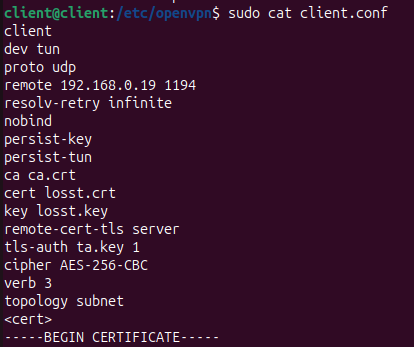 client@client:/etc/openvpn$ sudo cat client.conf
client
dev tun
proto udp
remote 192.168.0.19 1194
resolv-retry infinite
nobind
persist-key
persist-tun
ca ca.crt
cert losst.crt
key losst.key
remote-cert-tls server
tls-auth ta.key 1
cipher AES-256-CBC
verb 3
topology subnet
<cert>
-----BEGIN CERTIFICATE-----